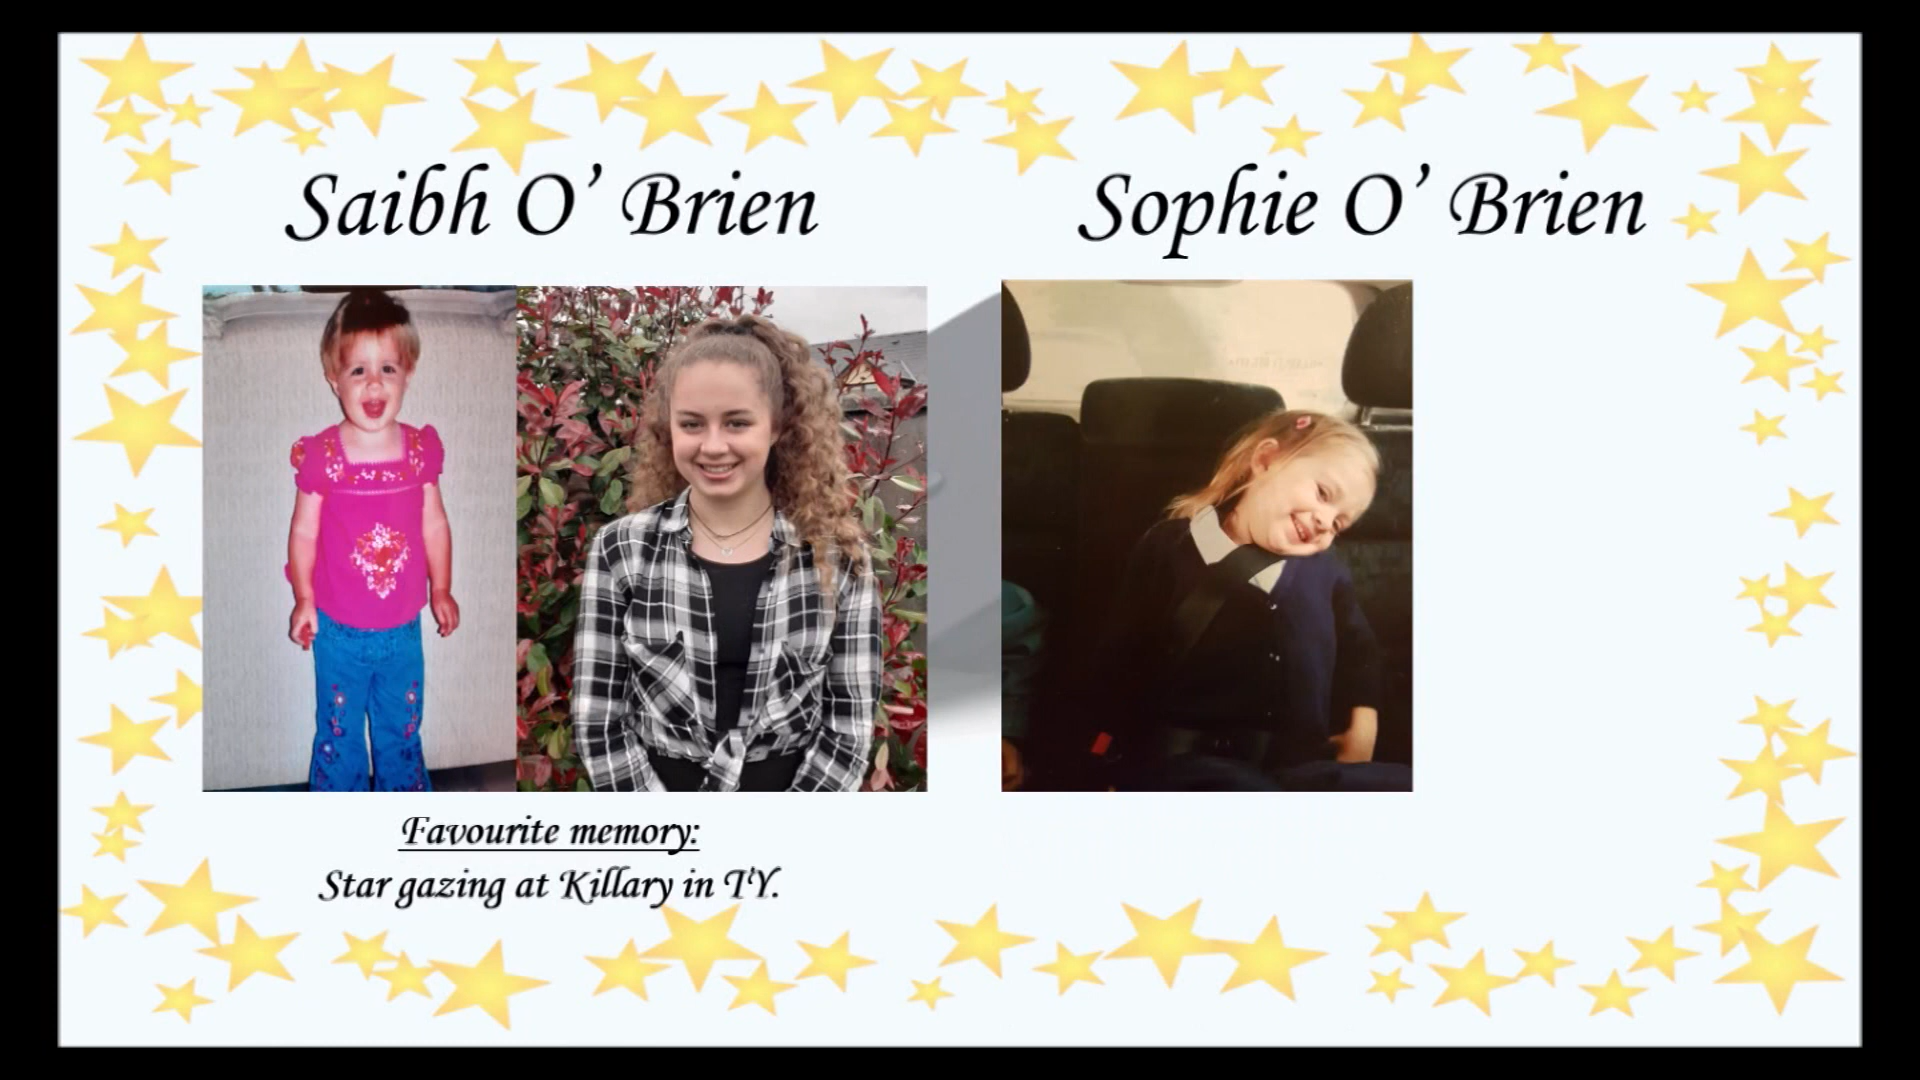 Saibh O' Brien
Sophie O' Brien
Favourite memory:
Star gazing at Killary in TY.